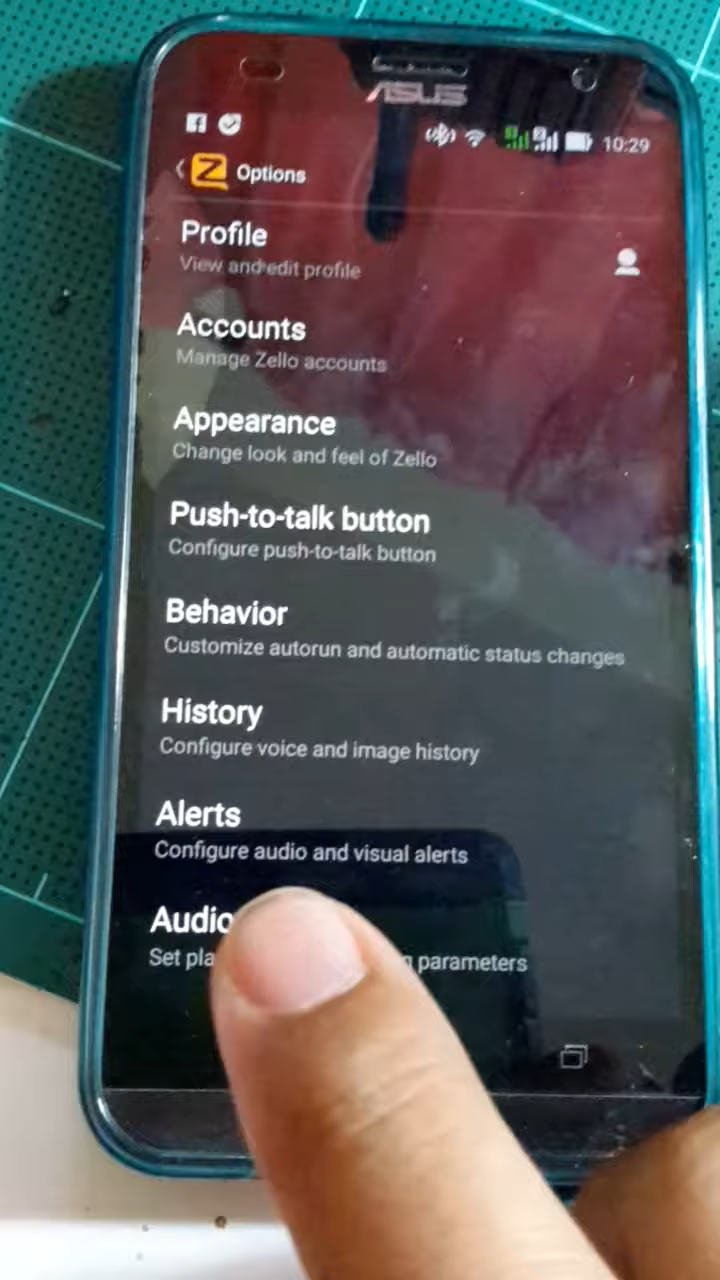 ASUS
10:29
Options
Profile
View and edit profile
Accounts
Manage Zello accounts
Appearance
Change look and feel of Zello
Push-to-talk button
Configure push-to-talk button
Behavior
Customize autorun and automatic status changes
History
Configure voice and image history
Alerts
Configure audio and visual alerts
Audio
Set parameters